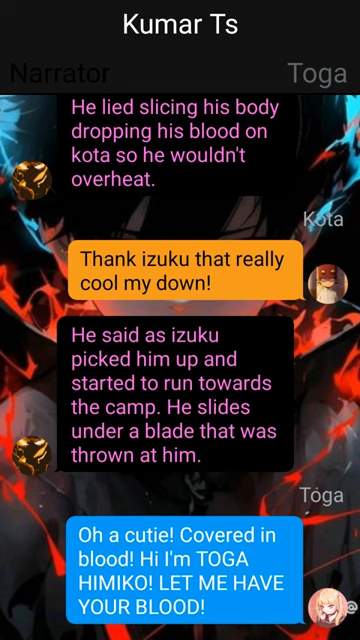 Kumar Ts
Narrator
Toga
He lied slicing his body
dropping his blood on
kota so he wouldn't
overheat.
Kota
Thank izuku that really
cool my down!
He said as izuku
picked him up and
started to run towards
the camp. He slides
under a blade that was
thrown at him.
Toga
Oh a cutie! Covered in
blood! Hi I'm TOGA
HIMIKO! LET ME HAVE
YOUR BLOOD!
@